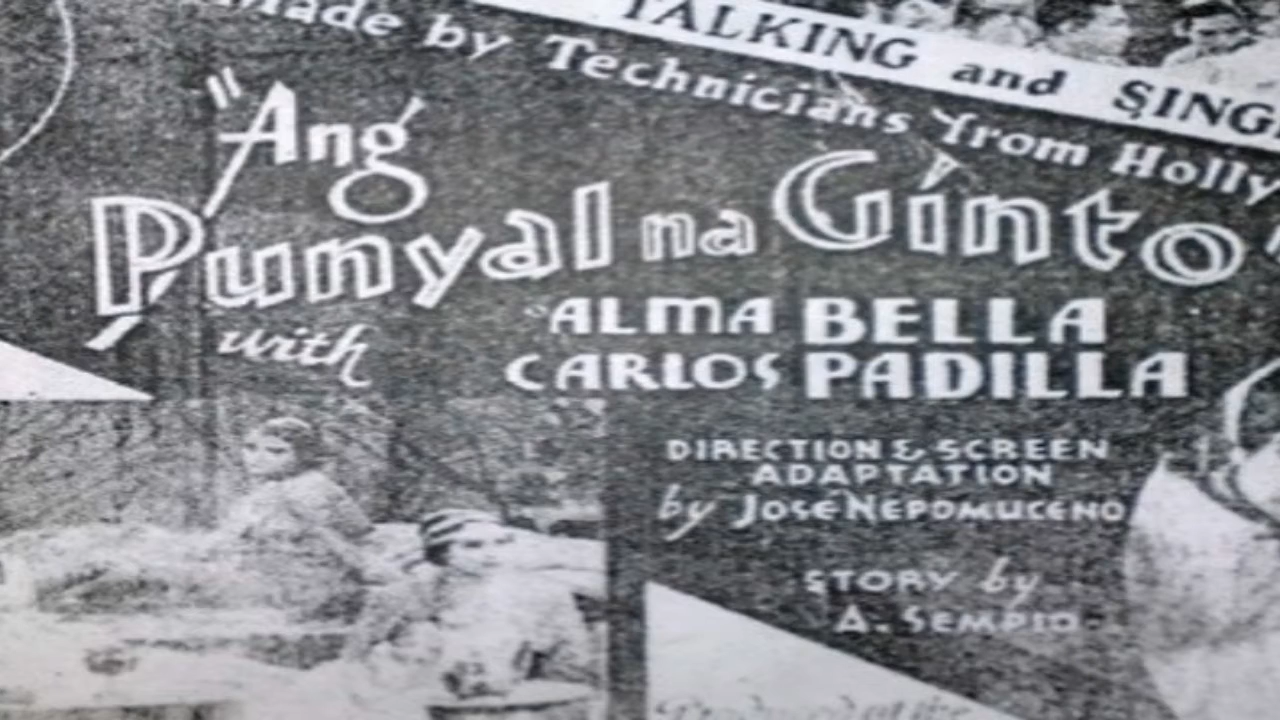 TALKING and SING
made by Technicians from Holly
"Ang
Punyal na Ginto"
with
"ALMA BELLA
CARLOS PADILLA
DIRECTION & SCREEN
ADAPTATION
by JOSÉ NEPOMUCENO
STORY by
A. SEMPIO